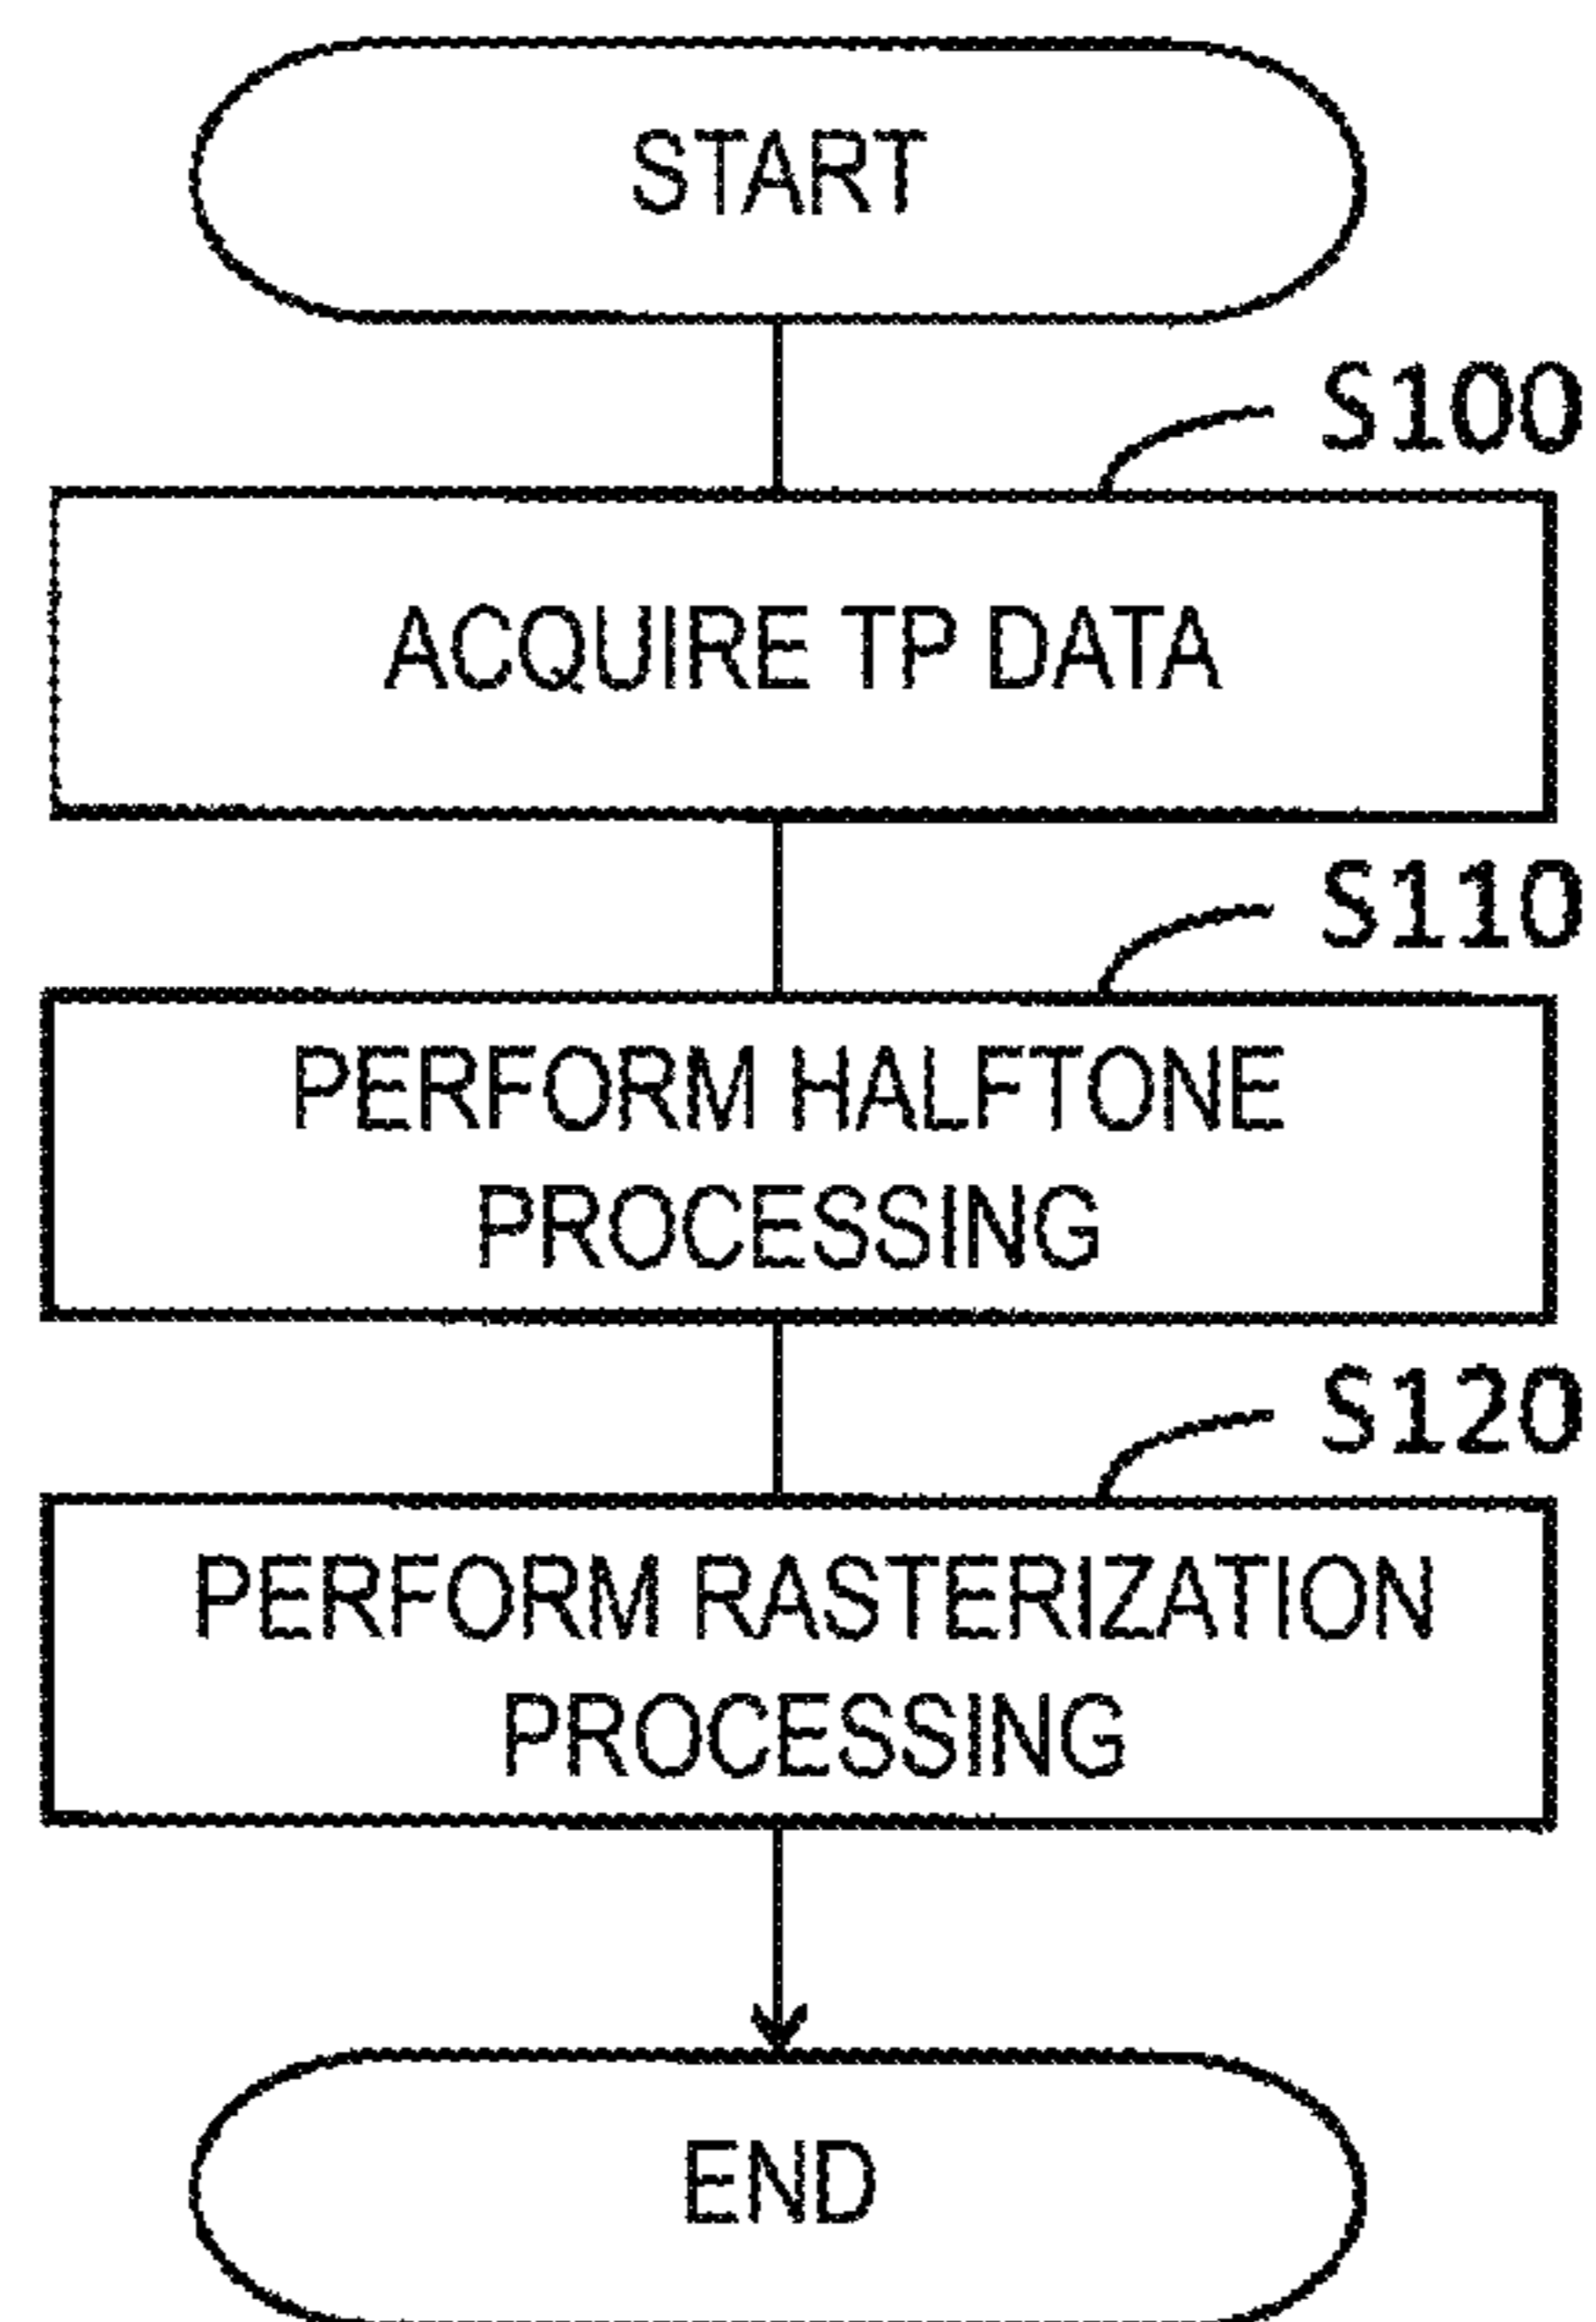 START
S100
ACQUIRE TP DATA
S110
PERFORM HALFTONE
PROCESSING
S120
PERFORM RASTERIZATION
PROCESSING
END